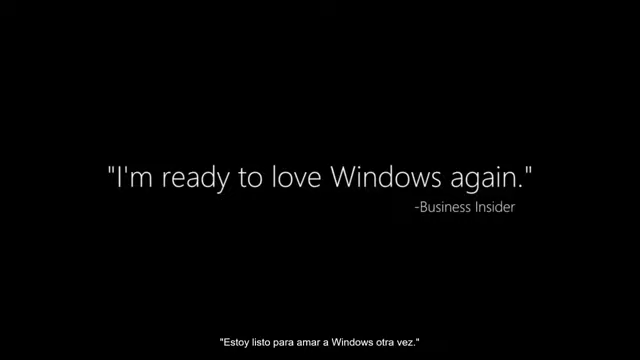 "I'm ready to love Windows again."
-Business Insider
"Estoy listo para amar a Windows otra vez."